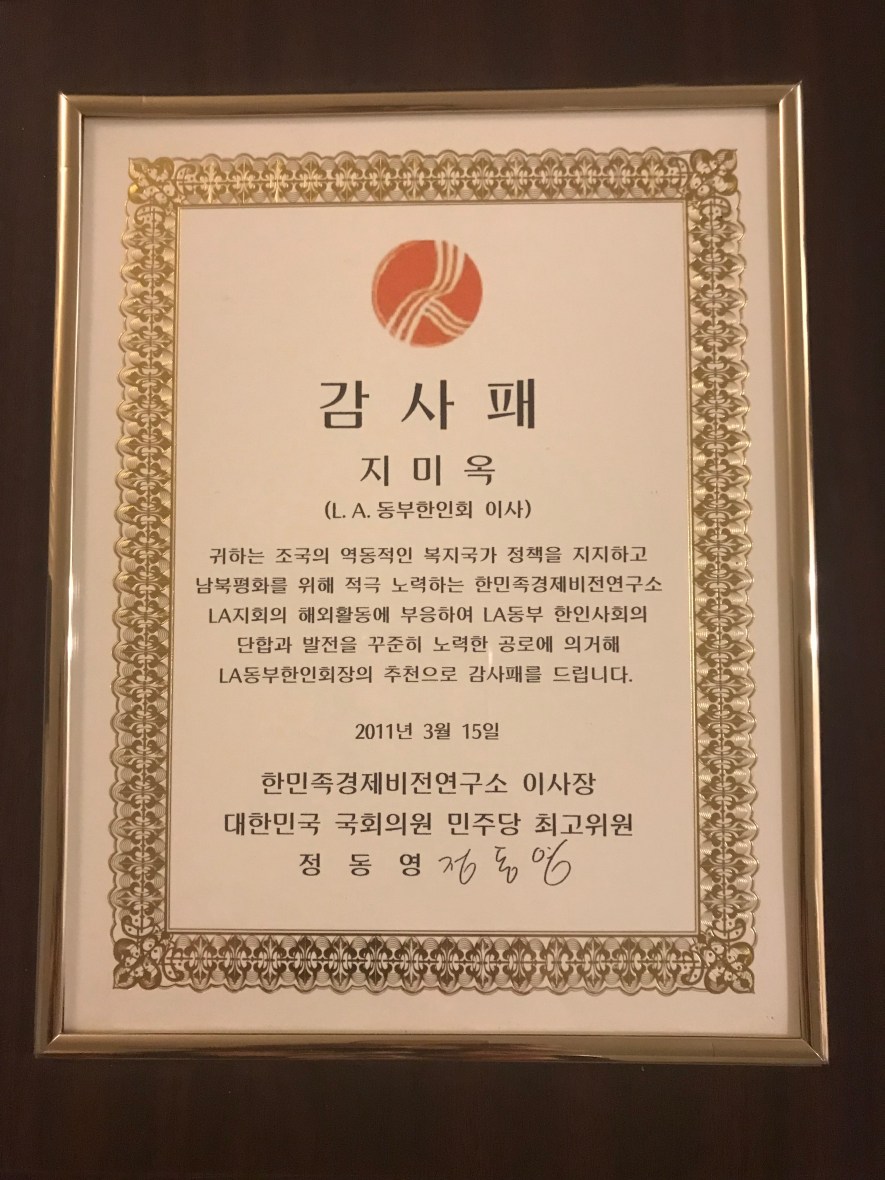 감사패
지미옥
(L.A. 동부한인회 이사)
귀하는 조국의 역동적인 복지국가 정책을 지지하고
남북평화를 위해 적극 노력하는 한민족경제비전연구소
LA지회의 해외활동에 부응하여 LA동부 한인사회의
단합과 발전을 꾸준히 노력한 공로에 의거해
LA동부한인회장의 추천으로 감사패를 드립니다.
2011년 3월 15일
한민족경제비전연구소 이사장
대한민국 국회의원 민주당 최고위원
정동영 정동영